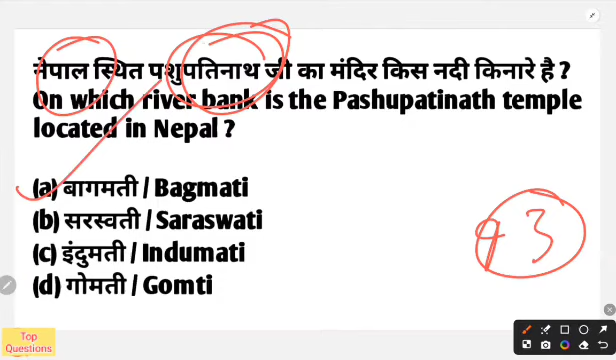 नेपाल स्थित पशुपतिनाथ जी का मंदिर किस नदी किनारे है ?
On which river bank is the Pashupatinath temple
located in Nepal ?
(a) बागमती / Bagmati
(b) सरस्वती / Saraswati
(c) इंदुमती / Indumati
(d) गोमती / Gomti
93
Top
Questions